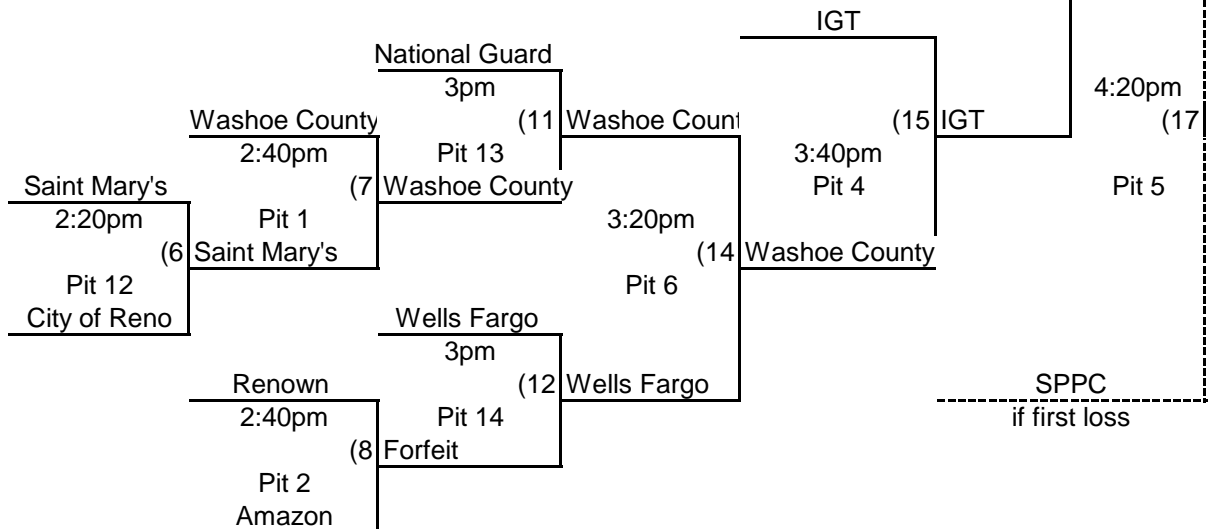 IGT
National Guard
3pm
4:20pm
Washoe County
(11 Washoe Count
(15 IGT
(17
2:40pm
Pit 13
3:40pm
Saint Mary's
(7 Washoe County
Pit 4
Pit 5
2:20pm
Pit 1
3:20pm
(6 Saint Mary's
(14 Washoe County
Pit 12
Pit 6
City of Reno
Wells Fargo
3pm
Renown
(12 Wells Fargo
SPPC
2:40pm
Pit 14
if first loss
(8 Forfeit
Pit 2
Amazon